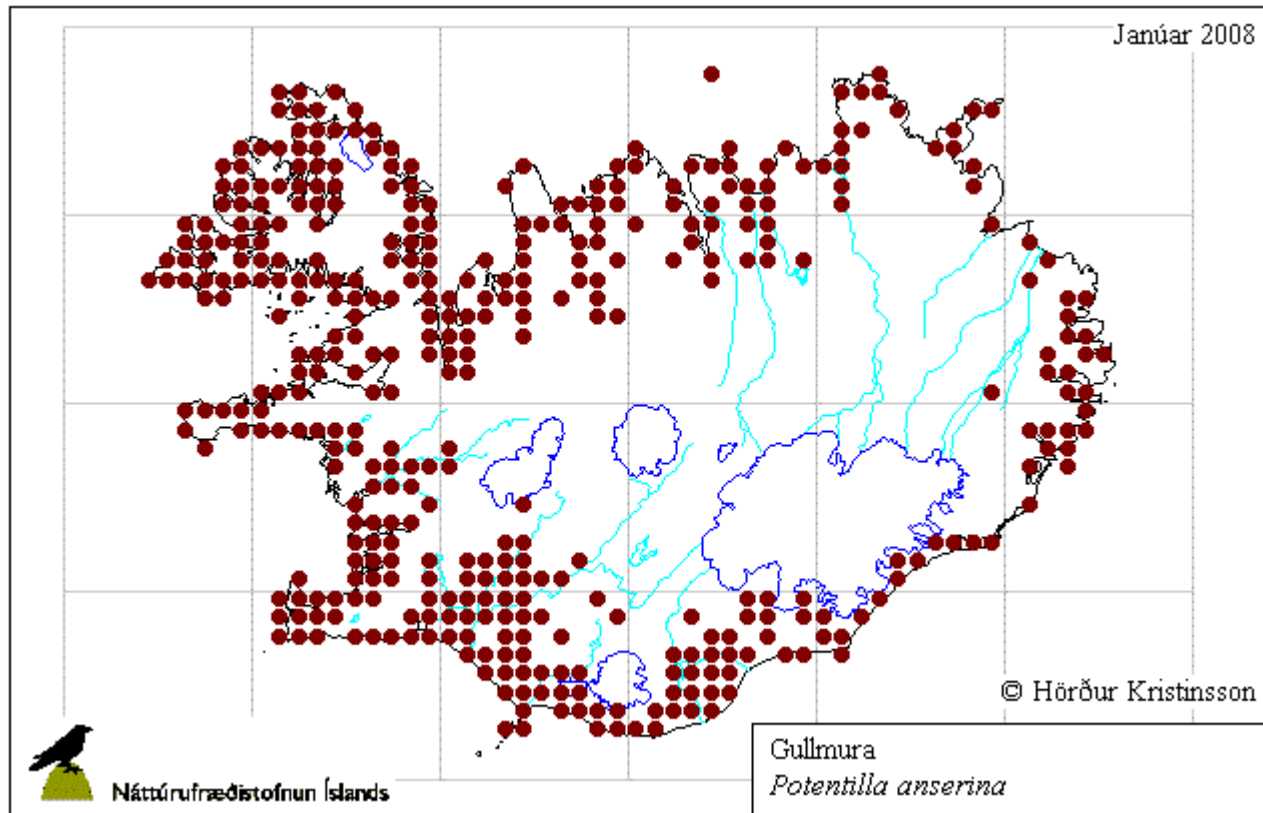 Janúar 2008
© Hörður Kristinsson
Gullmura
Potentilla anserina
Náttúrufræðistofnun Íslands